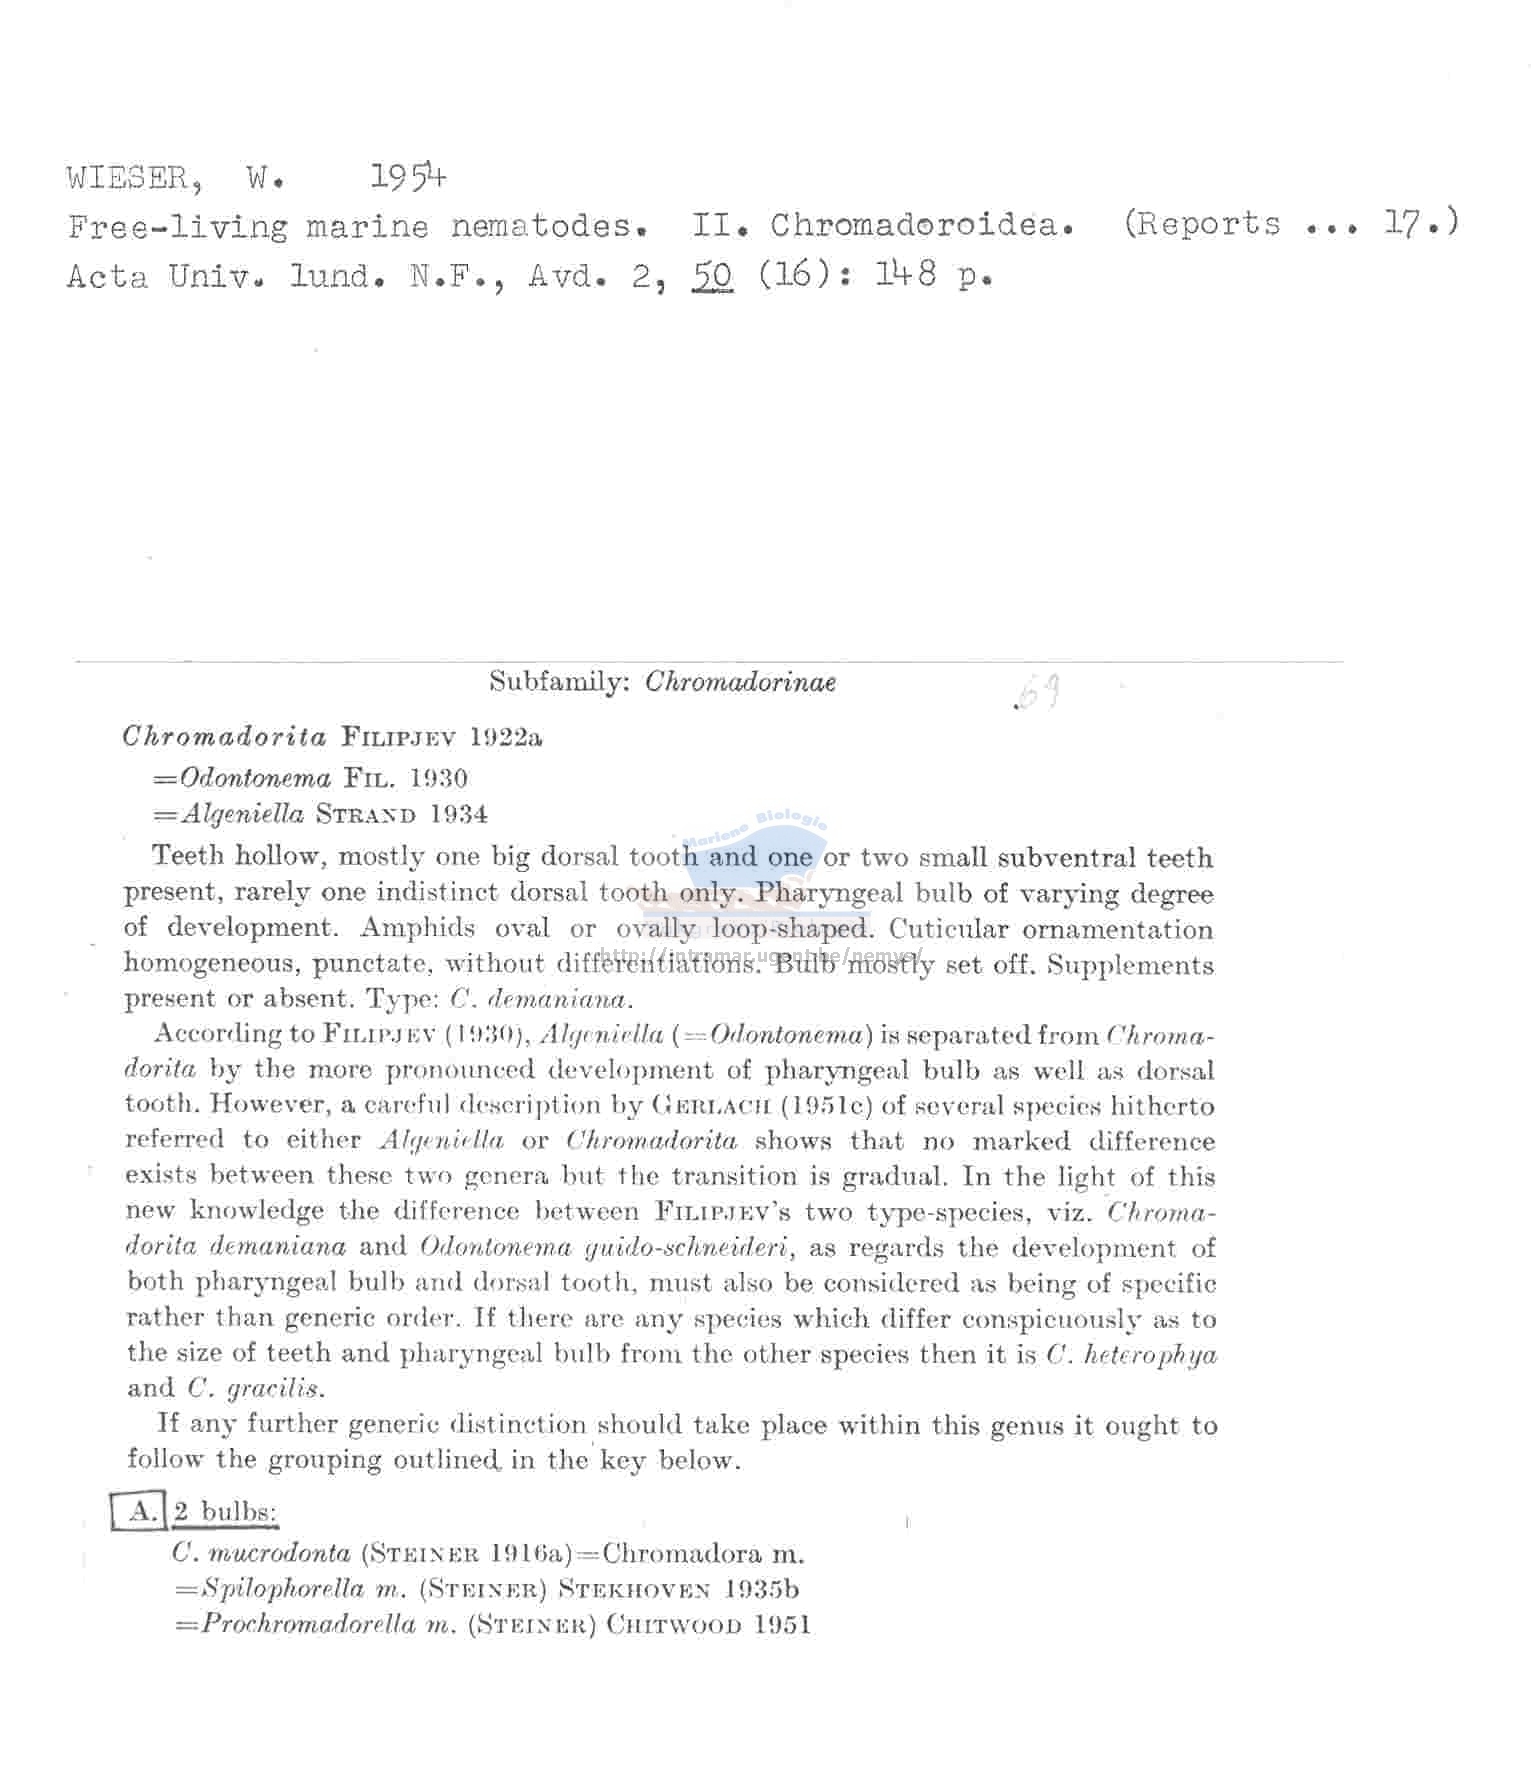 WIESER, W. 1954
Free-living marine nematodes. II. Chromadoroidea. (Reports ... 17.)
Acta Univ. lund. N.F., Avd. 2, 50 (16): 148 p.
Subfamily: Chromadorinae
69
Chromadorita FILIPJEV 1922a
=Odontonema FIL. 1930
=Algeniella STRAND 1934
Mariene Biologie
Teeth hollow, mostly one big dorsal tooth and one or two small subventral teeth
present, rarely one indistinct dorsal tooth only. Pharyngeal bulb of varying degree
of development. Amphids oval or ovally loop-shaped. Cuticular ornamentation
http://intramar.ugent.be/nemys/
homogeneous, punctate, without differentiations. Bulb mostly set off. Supplements
present or absent. Type: C. demaniana.
According to FILIPJEV (1930), Algeniella (=Odontonema) is separated from Chroma-
dorita by the more pronounced development of pharyngeal bulb as well as dorsal
tooth. However, a careful description by GERLACH (1951c) of several species hitherto
referred to either Algeniella or Chromadorita shows that no marked difference
exists between these two genera but the transition is gradual. In the light of this
new knowledge the difference between FILIPJEV's two type-species, viz. Chroma-
dorita demaniana and Odontonema guido-schneideri, as regards the development of
both pharyngeal bulb and dorsal tooth, must also be considered as being of specific
rather than generic order. If there are any species which differ conspicuously as to
the size of teeth and pharyngeal bulb from the other species then it is C. heterophya
and C. gracilis.
If any further generic distinction should take place within this genus it ought to
follow the grouping outlined in the key below.
A. 2 bulbs:
C. mucrodonta (STEINER 1916a)=Chromadora m.
=Spilophorella m. (STEINER) STEKHOVEN 1935b
=Prochromadorella m. (STEINER) CHITWOOD 1951